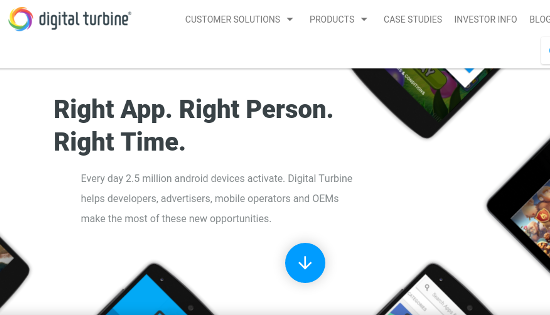 digital turbine®
CUSTOMER SOLUTIONS PRODUCTS CASE STUDIES INVESTOR INFO BLOG
Right App. Right Person.
Right Time.
Every day 2.5 million android devices activate. Digital Turbine
helps developers, advertisers, mobile operators and OEMs
make the most of these new opportunities.